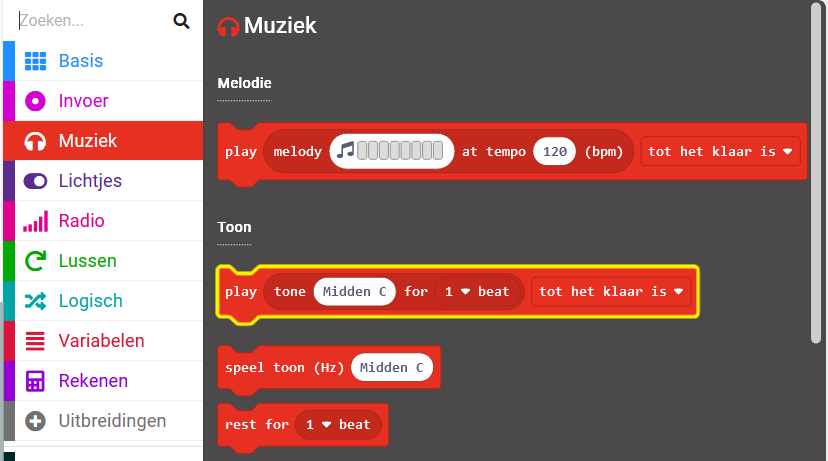 Zoeken...
Basis
Invoer
Muziek
Lichtjes
Radio
Lussen
Logisch
Variabelen
Rekenen
Uitbreidingen
Muziek
Melodie
play melody at tempo 120 (bpm) tot het klaar is
Toon
play tone Midden C for 1 beat tot het klaar is
speel toon (Hz) Midden C
rest for 1 beat